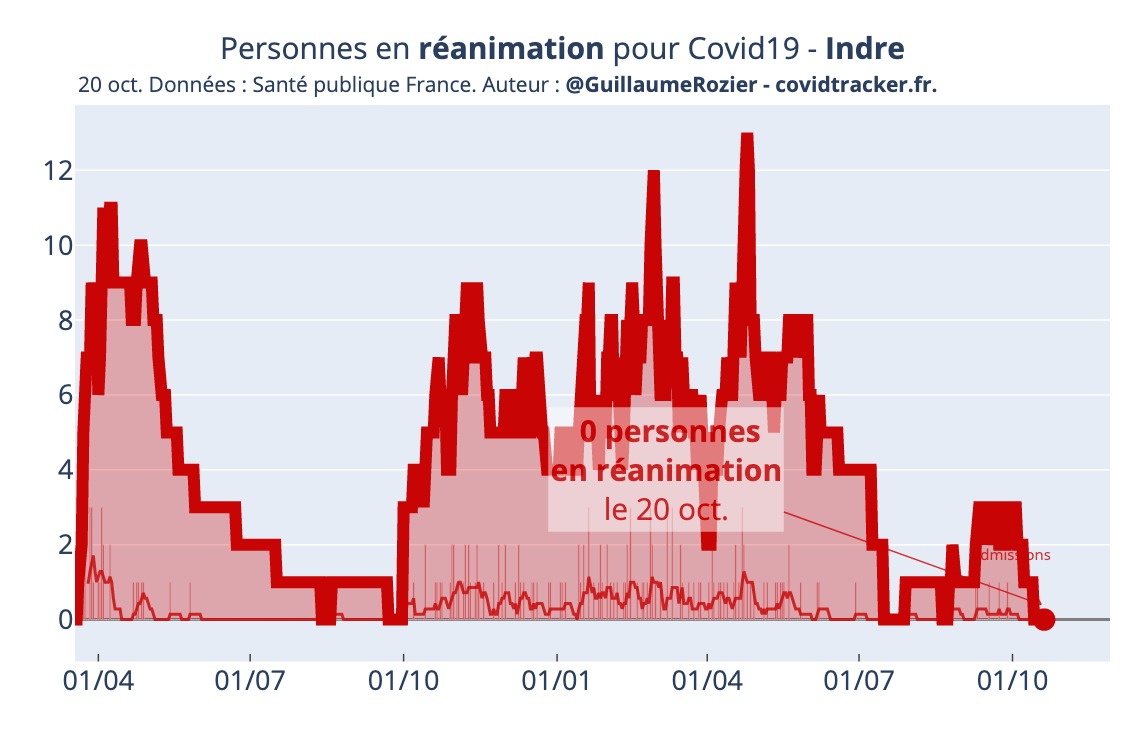 Personnes en réanimation pour Covid19 - Indre
20 oct. Données : Santé publique France. Auteur : @GuillaumeRozier - covidtracker.fr.
12
10
8
6
4
2
0
0 personnes
en réanimation
le 20 oct.
01/04
01/07
01/10
01/01
01/04
01/07
01/10